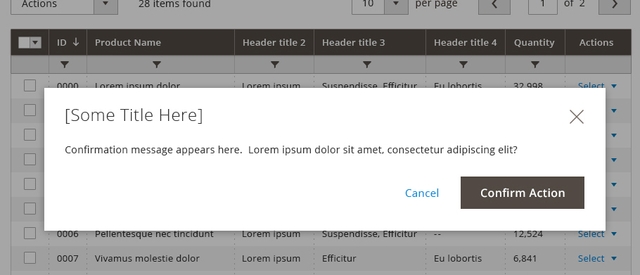 Actions 28 items found 10 per page 1 of 2
ID Product Name Header title 2 Header title 3 Header title 4 Quantity Actions
0000 Lorem ipsum dolor Lorem ipsum Suspendisse, Efficitur Eu lobortis 32,998 Select
[Some Title Here]
Confirmation message appears here. Lorem ipsum dolor sit amet, consectetur adipiscing elit?
Cancel Confirm Action
0006 Pellentesque nec tincidunt Lorem ipsum Suspendisse, Efficitur -- 12,524 Select
0007 Vivamus molestie dolor Lorem ipsum Efficitur Eu lobortis 6,841 Select